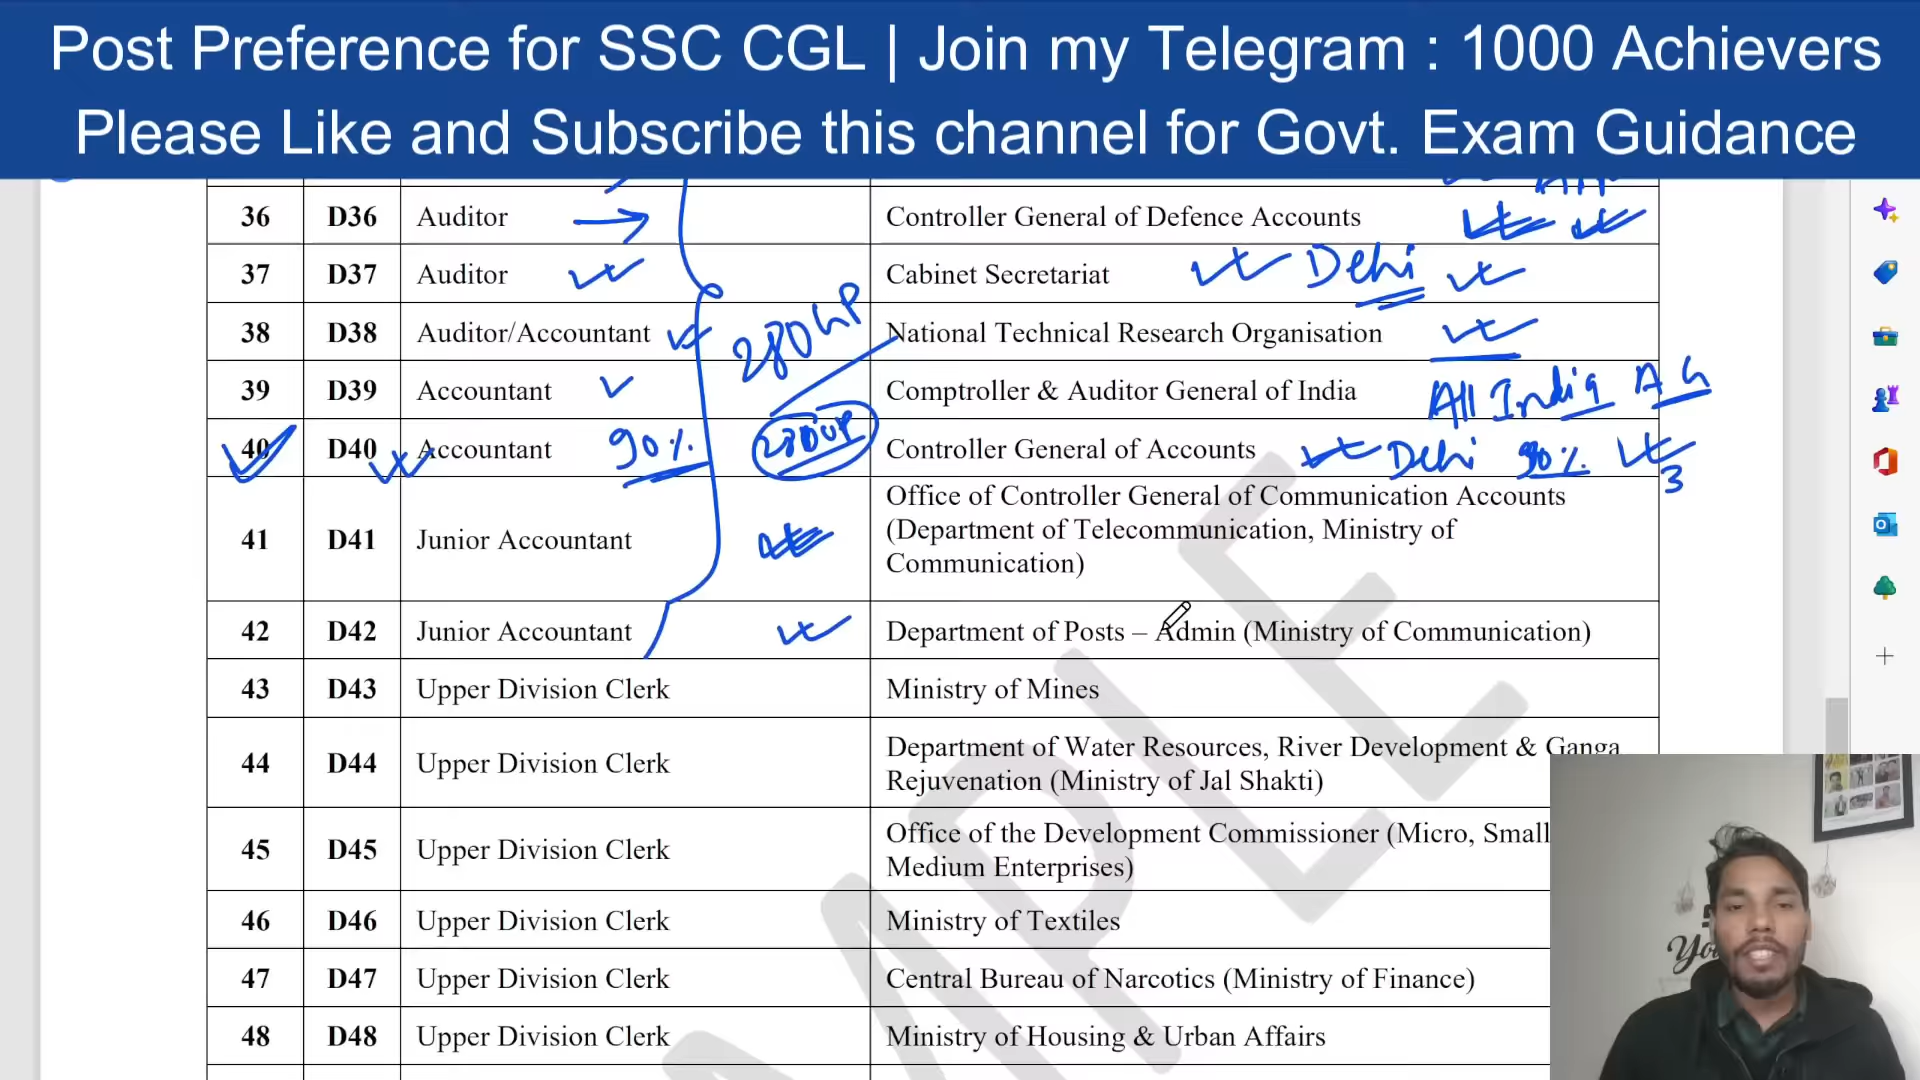 Post Preference for SSC CGL | Join my Telegram : 1000 Achievers
Please Like and Subscribe this channel for Govt. Exam Guidance
36 D36 Auditor Controller General of Defence Accounts
37 D37 Auditor Cabinet Secretariat Dehi
280
38 D38 Auditor/Accountant National Technical Research Organisation
39 D39 Accountant Comptroller & Auditor General of India All India AG
40 D40 Accountant 90% Controller General of Accounts Dehi 90%
3
Office of Controller General of Communication Accounts
41 D41 Junior Accountant (Department of Telecommunication, Ministry of
Communication)
42 D42 Junior Accountant Department of Posts – Admin (Ministry of Communication)
43 D43 Upper Division Clerk Ministry of Mines
44 D44 Upper Division Clerk Department of Water Resources, River Development & Ganga
Rejuvenation (Ministry of Jal Shakti)
45 D45 Upper Division Clerk Office of the Development Commissioner (Micro, Small
Medium Enterprises)
46 D46 Upper Division Clerk Ministry of Textiles
47 D47 Upper Division Clerk Central Bureau of Narcotics (Ministry of Finance)
48 D48 Upper Division Clerk Ministry of Housing & Urban Affairs